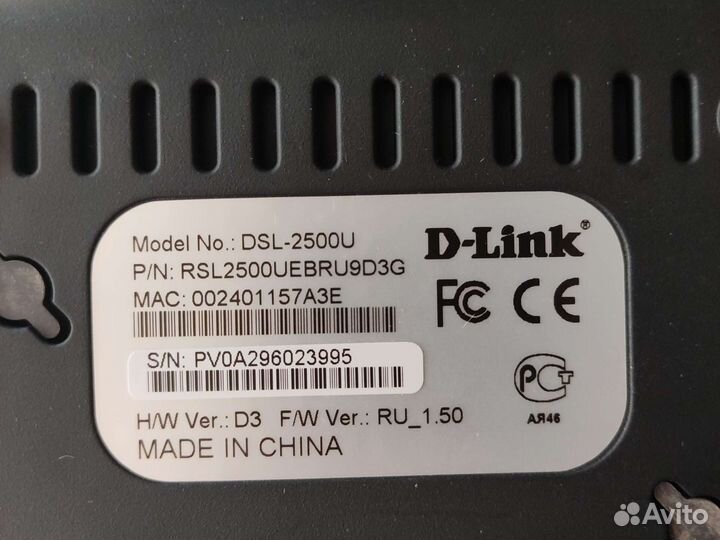 Model No.: DSL-2500U
D-Link®
P/N: RSL2500UEBRU9D3G
MAC: 002401157A3E
FC CE
S/N: PV0A296023995
РСТ
АЯ46
H/W Ver.: D3 F/W Ver.: RU_1.50
MADE IN CHINA
Avito